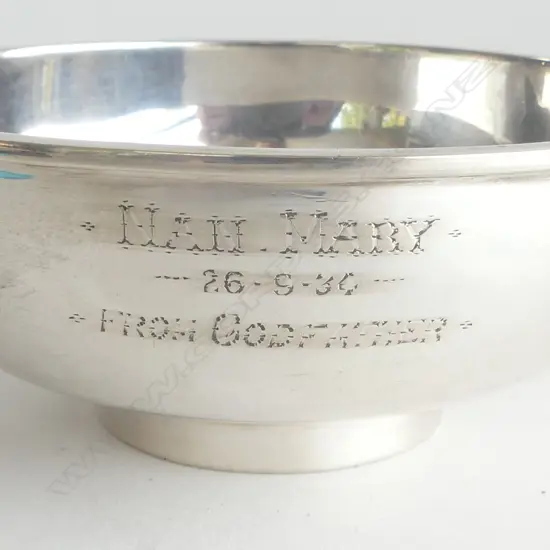 NAN. MARY
26-9-30
FROM GODFATHER